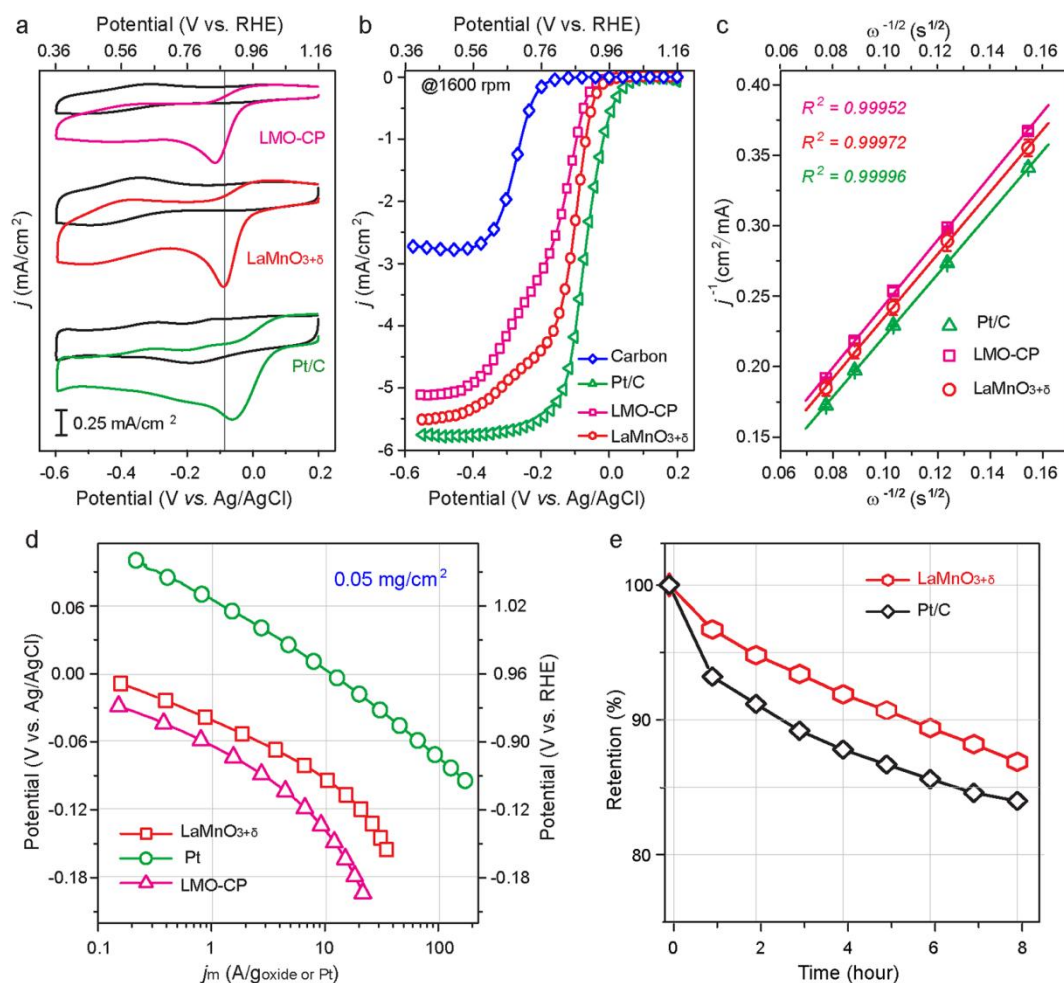 a
Potential (V vs. RHE)
0.36 0.56 0.76 0.96 1.16
j (mA/cm²)
LMO-CP
LaMnO₃₊δ
Pt/C
0.25 mA/cm²
-0.6 -0.4 -0.2 0.0 0.2
Potential (V vs. Ag/AgCl)
b
Potential (V vs. RHE)
0.36 0.56 0.76 0.96 1.16
@1600 rpm
j (mA/cm²)
0
-1
-2
-3
-4
-5
-6
Carbon
Pt/C
LMO-CP
LaMnO₃₊δ
-0.6 -0.4 -0.2 0.0 0.2
Potential (V vs. Ag/AgCl)
c
ω⁻¹/² (s¹/²)
0.06 0.08 0.10 0.12 0.14 0.16
R² = 0.99952
R² = 0.99972
R² = 0.99996
j⁻¹ (cm²/mA)
0.40
0.35
0.30
0.25
0.20
0.15
Pt/C
LMO-CP
LaMnO₃₊δ
0.06 0.08 0.10 0.12 0.14 0.16
ω⁻¹/² (s¹/²)
d
0.05 mg/cm²
Potential (V vs. Ag/AgCl)
0.06
0.00
-0.06
-0.12
-0.18
1.02
0.96
-0.90
-0.12
-0.18
Potential (V vs. RHE)
LaMnO₃₊δ
Pt
LMO-CP
0.1 1 10 100
jm (A/goxide or Pt)
e
LaMnO₃₊δ
Pt/C
Retention (%)
100
90
80
0 2 4 6 8
Time (hour)